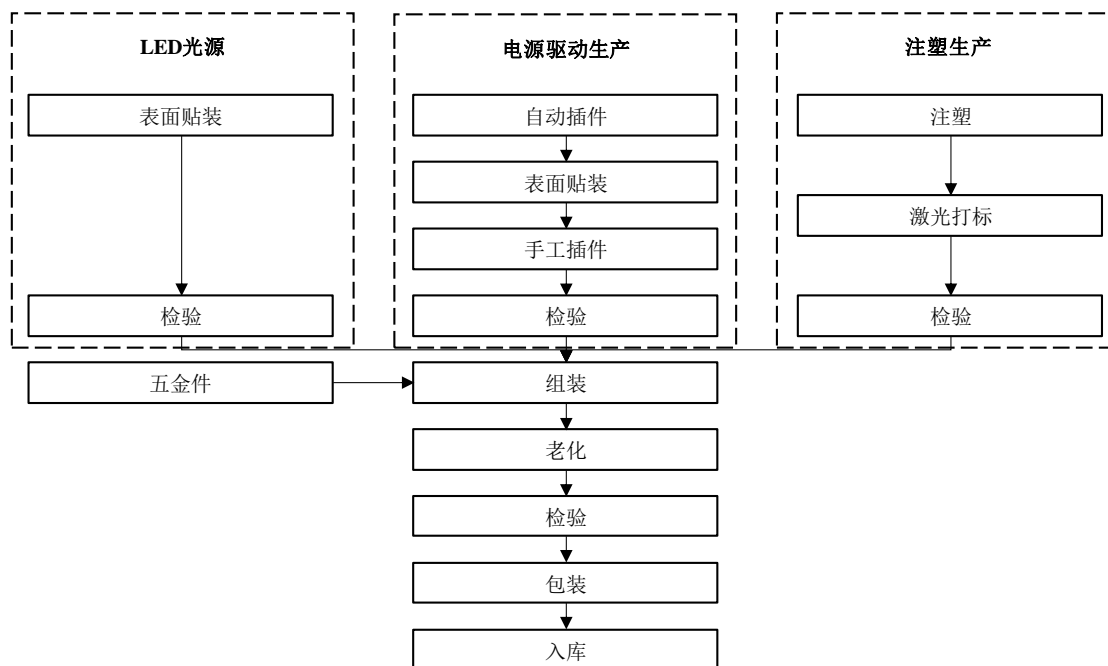 LED光源
表面贴装
检验
电源驱动生产
自动插件
表面贴装
手工插件
检验
注塑生产
注塑
激光打标
检验
五金件
组装
老化
检验
包装
入库